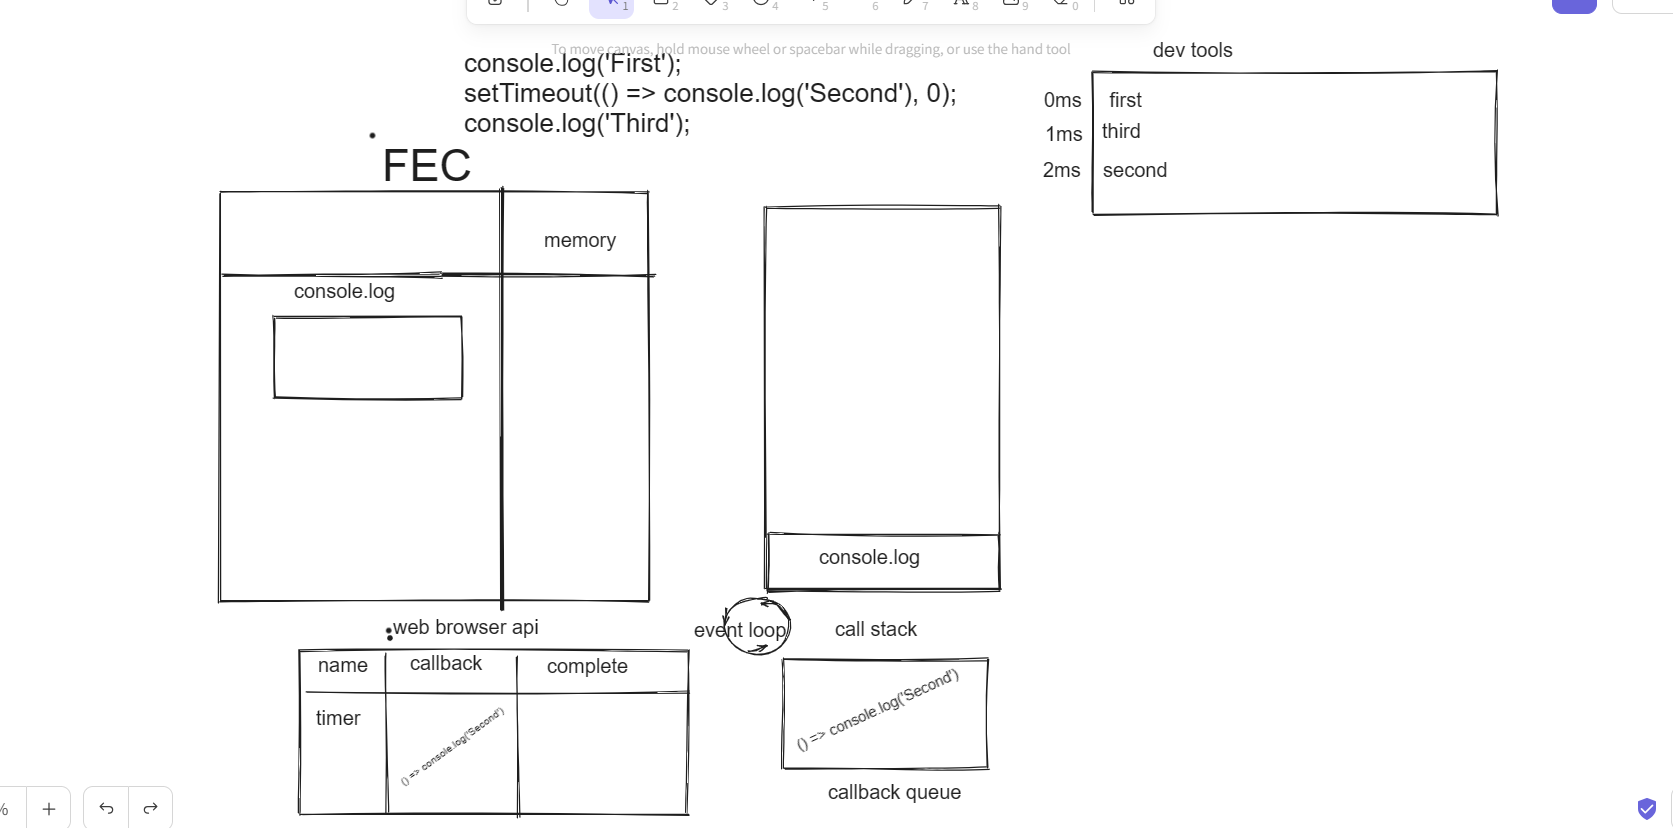 1 2 3 4 5 6 7 8 9 0
To move canvas, hold mouse wheel or spacebar while dragging, or use the hand tool
console.log('First');
setTimeout(() => console.log('Second'), 0);
console.log('Third');
dev tools
0ms first
1ms third
2ms second
FEC
memory
console.log
console.log
web browser api
event loop
call stack
name callback complete
timer
() => console.log('Second')
() => console.log('Second')
callback queue
%